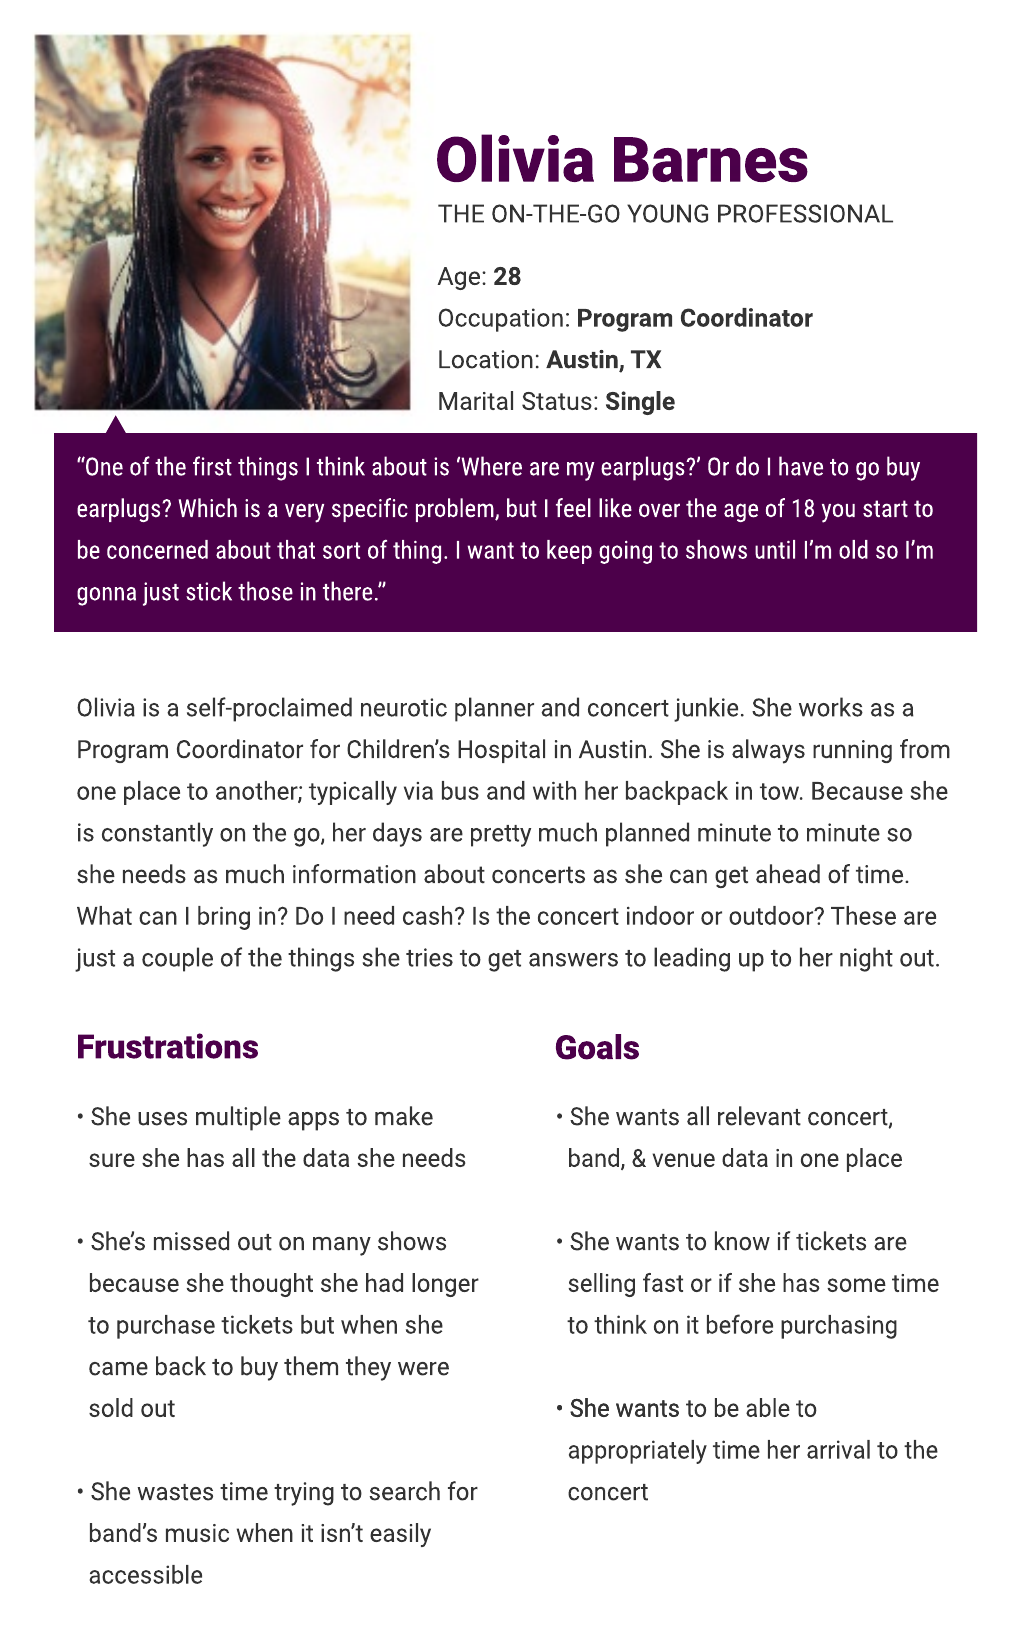 Olivia Barnes
THE ON-THE-GO YOUNG PROFESSIONAL
Age: 28
Occupation: Program Coordinator
Location: Austin, TX
Marital Status: Single
“One of the first things I think about is ‘Where are my earplugs?’ Or do I have to go buy
earplugs? Which is a very specific problem, but I feel like over the age of 18 you start to
be concerned about that sort of thing. I want to keep going to shows until I’m old so I’m
gonna just stick those in there.”
Olivia is a self-proclaimed neurotic planner and concert junkie. She works as a
Program Coordinator for Children’s Hospital in Austin. She is always running from
one place to another; typically via bus and with her backpack in tow. Because she
is constantly on the go, her days are pretty much planned minute to minute so
she needs as much information about concerts as she can get ahead of time.
What can I bring in? Do I need cash? Is the concert indoor or outdoor? These are
just a couple of the things she tries to get answers to leading up to her night out.
Frustrations
• She uses multiple apps to make
sure she has all the data she needs
• She’s missed out on many shows
because she thought she had longer
to purchase tickets but when she
came back to buy them they were
sold out
• She wastes time trying to search for
band’s music when it isn’t easily
accessible
Goals
• She wants all relevant concert,
band, & venue data in one place
• She wants to know if tickets are
selling fast or if she has some time
to think on it before purchasing
• She wants to be able to
appropriately time her arrival to the
concert